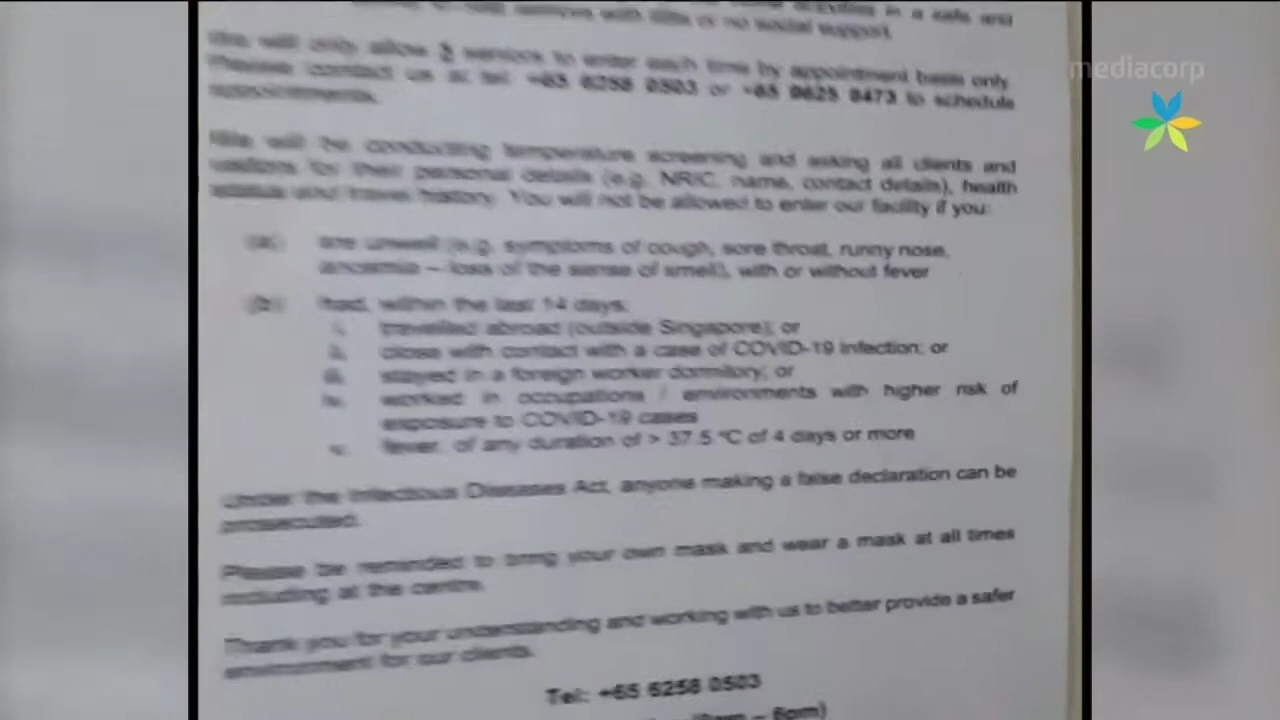 activities in a safe and
seniors with little or no social support.
We will only allow 5 seniors to enter each time by appointment basis only.
Please contact us at tel: +65 6258 0503 or +65 9625 8473 to schedule
appointments.
mediacorp
We will be conducting temperature screening and asking all clients and
visitors for their personal details (e.g. NRIC, name, contact details), health
status and travel history. You will not be allowed to enter our facility if you:
(a) are unwell (e.g. symptoms of cough, sore throat, runny nose,
anosmia – loss of the sense of smell), with or without fever
(b) had, within the last 14 days:
i. travelled abroad (outside Singapore); or
ii. close with contact with a case of COVID-19 infection; or
iii. stayed in a foreign worker dormitory; or
iv. worked in occupations / environments with higher risk of
exposure to COVID-19 cases
v. fever, of any duration of > 37.5 °C of 4 days or more
Under the Infectious Diseases Act, anyone making a false declaration can be
prosecuted.
Please be reminded to bring your own mask and wear a mask at all times
including at the centre.
Thank you for your understanding and working with us to better provide a safer
environment for our clients.
Tel: +65 6258 0503
– 6pm)